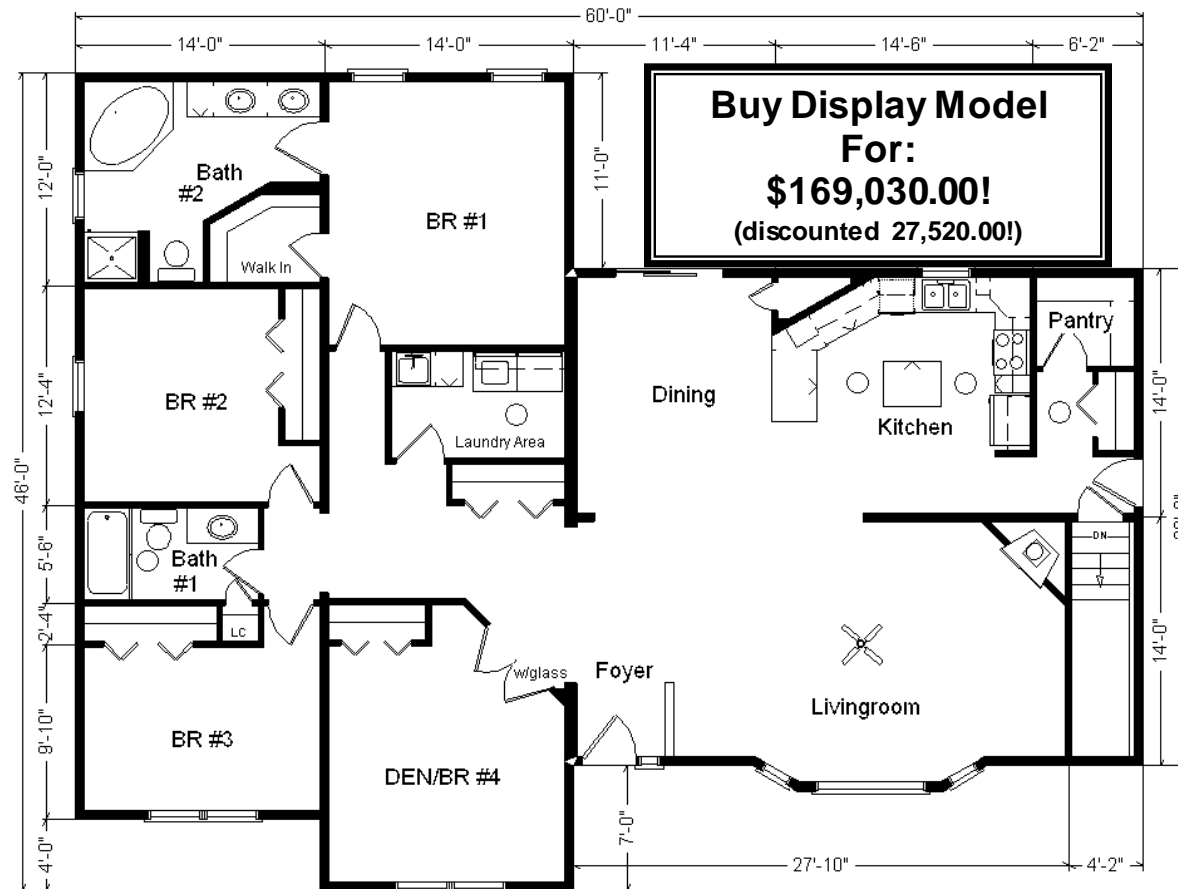 60'-0"
14'-0"
14'-0"
11'-4"
14'-6"
6'-2"
Buy Display Model
For:
$169,030.00!
(discounted 27,520.00!)
12'-0"
11'-0"
Bath
#2
BR #1
Walk In
Pantry
12'-4"
BR #2
Dining
Kitchen
Laundry Area
14'-0"
46'-0"
5'-6"
Bath
#1
DN
2'-4"
LC
w/glass
Foyer
14'-0"
Livingroom
9'-10"
BR #3
DEN/BR #4
4'-0"
7'-0"
27'-10"
4'-2"